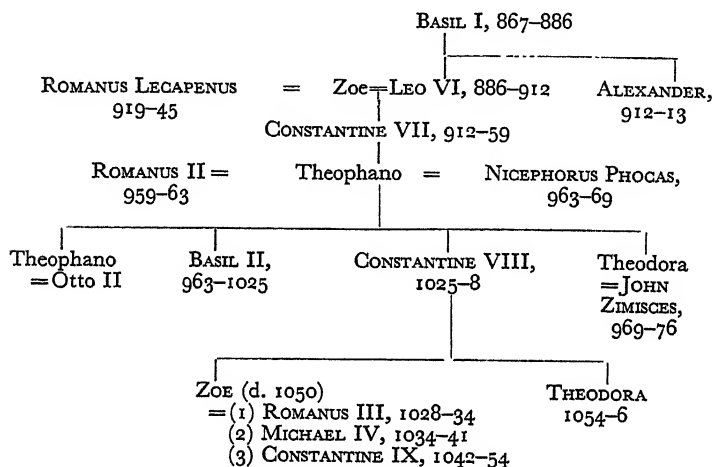 BASIL I, 867–886
ROMANUS LECAPENUS = Zoe=LEO VI, 886–912 ALEXANDER,
919–45 912–13
CONSTANTINE VII, 912–59
ROMANUS II = Theophano = NICEPHORUS PHOCAS,
959–63 963–69
Theophano BASIL II, CONSTANTINE VIII, Theodora
=Otto II 963–1025 1025–8 =JOHN
ZIMISCES,
969–76
ZOE (d. 1050) THEODORA
= (1) ROMANUS III, 1028–34 1054–6
(2) MICHAEL IV, 1034–41
(3) CONSTANTINE IX, 1042–54